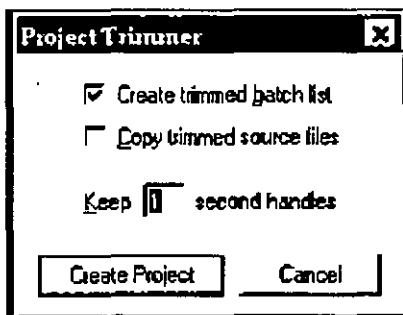 Project Trimmer
Create trimmed batch list
Copy trimmed source files
Keep 1 second handles
Create Project Cancel